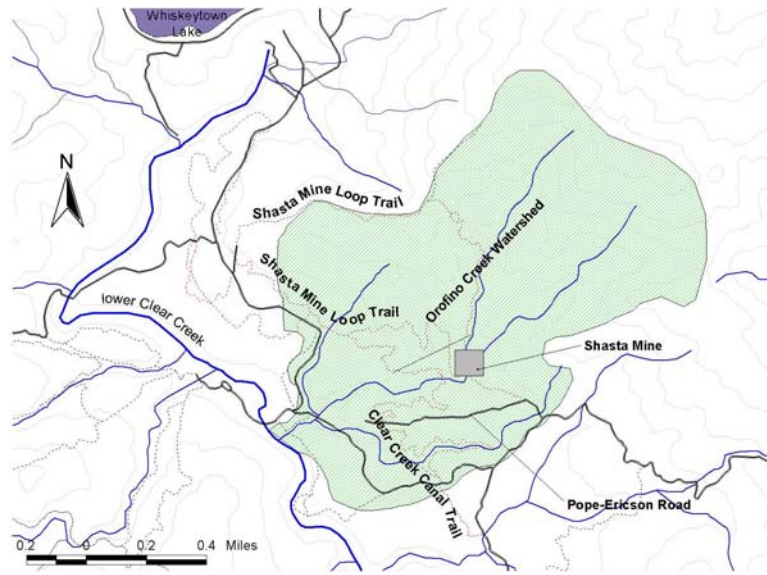 Whiskeytown
Lake
N
Shasta Mine Loop Trail
Orofino Creek Watershed
Shasta Mine Loop Trail
lower Clear Creek
Shasta Mine
Clear Creek Canal Trail
Pope-Ericson Road
0.2 0 0.2 0.4 Miles